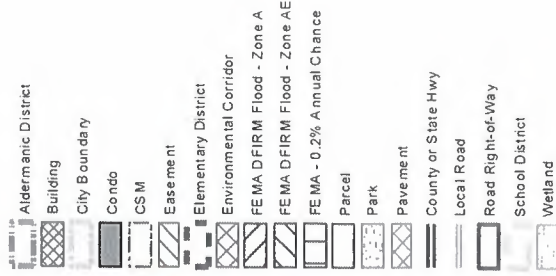 Aldermanic District
Building
City Boundary
Condo
CSM
Easement
Elementary District
Environmental Corridor
FEMA DFIRM Flood - Zone A
FEMA DFIRM Flood - Zone AE
FEMA - 0.2% Annual Chance
Parcel
Park
Pavement
County or State Hwy
Local Road
Road Right-of-Way
School District
Wetland